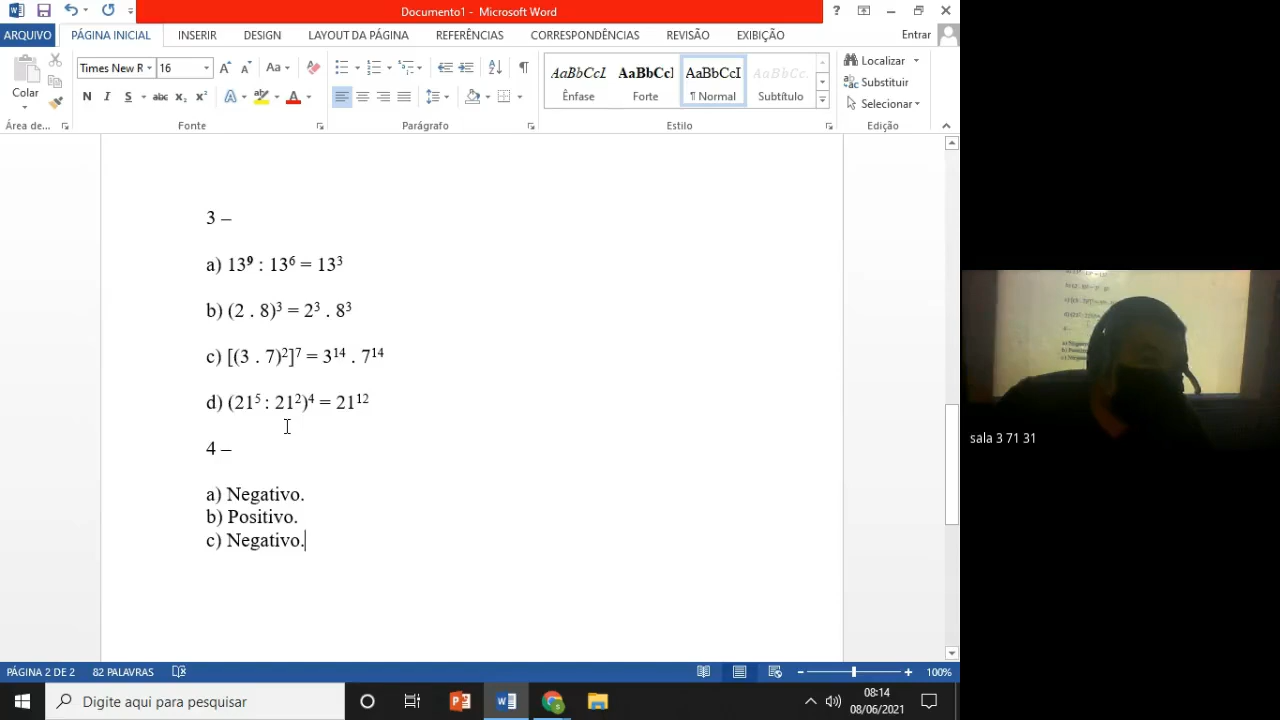 Documento1 - Microsoft Word
?
ARQUIVO PÁGINA INICIAL INSERIR DESIGN LAYOUT DA PÁGINA REFERÊNCIAS CORRESPONDÊNCIAS REVISÃO EXIBIÇÃO Entrar
Times New R 16 Aa
Colar
N I S abc x₂ x² A A
AaBbCcI AaBbCcI AaBbCcI AaBbCc.
Ênfase Forte ¶ Normal Subtítulo
Localizar
Substituir
Selecionar
Área de... Fonte Parágrafo Estilo Edição
3 –
a) 13⁹ : 13⁶ = 13³
b) (2 . 8)³ = 2³ . 8³
c) [(3 . 7)²]⁷ = 3¹⁴ . 7¹⁴
d) (21⁵ : 21²)⁴ = 21¹²
4 –
a) Negativo.
b) Positivo.
c) Negativo.
sala 3 71 31
PÁGINA 2 DE 2 82 PALAVRAS 100%
Digite aqui para pesquisar
08:14
08/06/2021